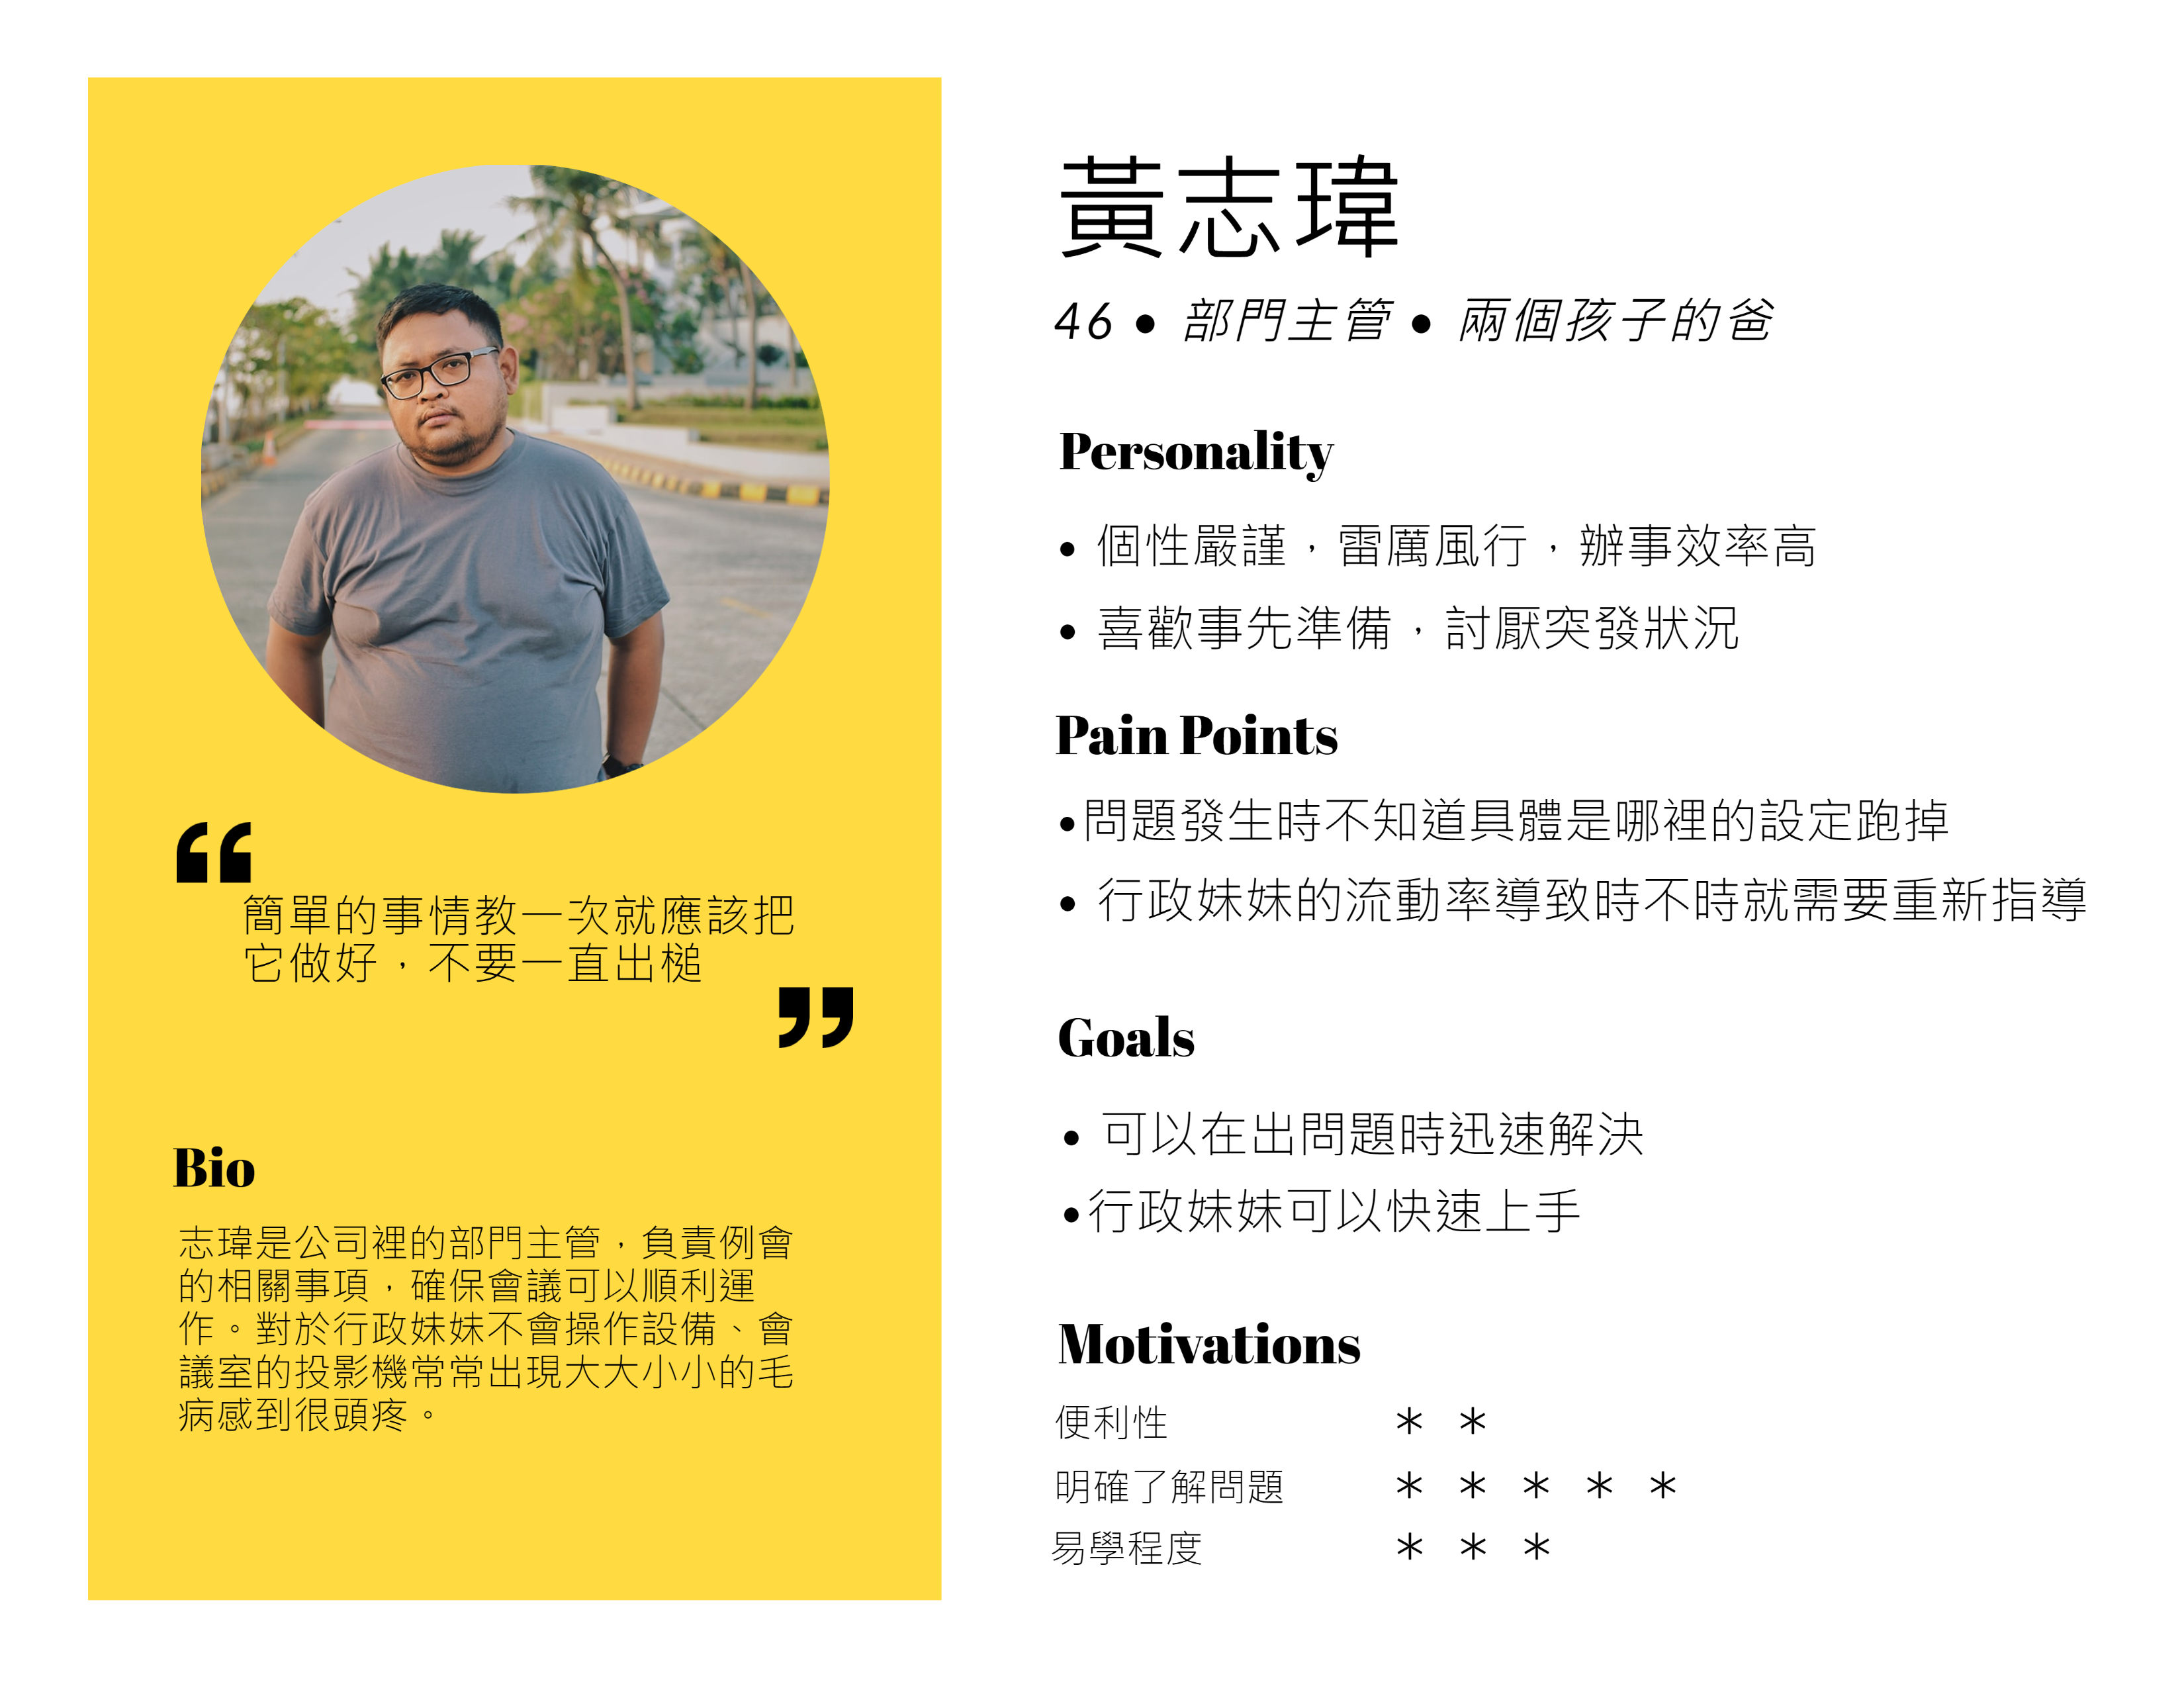 黃志瑋
46 • 部門主管 • 兩個孩子的爸
“
簡單的事情教一次就應該把
它做好，不要一直出槌
”
Bio
志瑋是公司裡的部門主管，負責例會
的相關事項，確保會議可以順利運
作。對於行政妹妹不會操作設備、會
議室的投影機常常出現大大小小的毛
病感到很頭疼。
Personality
• 個性嚴謹，雷厲風行，辦事效率高
• 喜歡事先準備，討厭突發狀況
Pain Points
•問題發生時不知道具體是哪裡的設定跑掉
• 行政妹妹的流動率導致時不時就需要重新指導
Goals
• 可以在出問題時迅速解決
•行政妹妹可以快速上手
Motivations
便利性 * *
明確了解問題 * * * * *
易學程度 * * *